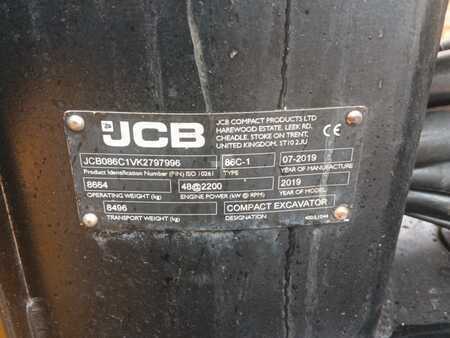 JCB
JCB COMPACT PRODUCTS LTD
HAREWOOD ESTATE, LEEK RD,
CHEADLE, STOKE ON TRENT,
UNITED KINGDOM, ST10 2JU
CE
JCB086C1VK2797996 86C-1 07-2019
Product Identification Number (PIN) ISO 10261 TYPE YEAR OF MANUFACTURE
8664 48@2200 2019
OPERATING WEIGHT (kg) ENGINE POWER (kW @ RPM) YEAR OF MODEL
8496 COMPACT EXCAVATOR
TRANSPORT WEIGHT (kg) DESIGNATION